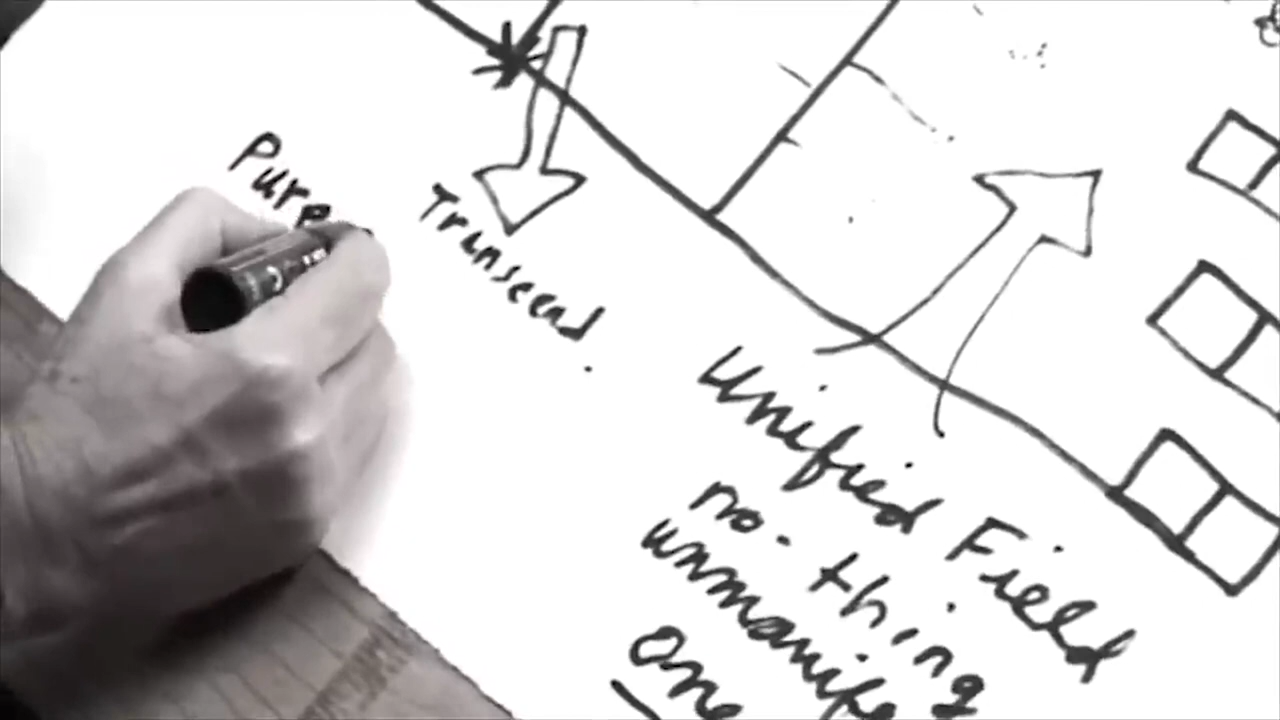 Pure
Transcend.
Unified Field
no-thing
unmanife
One